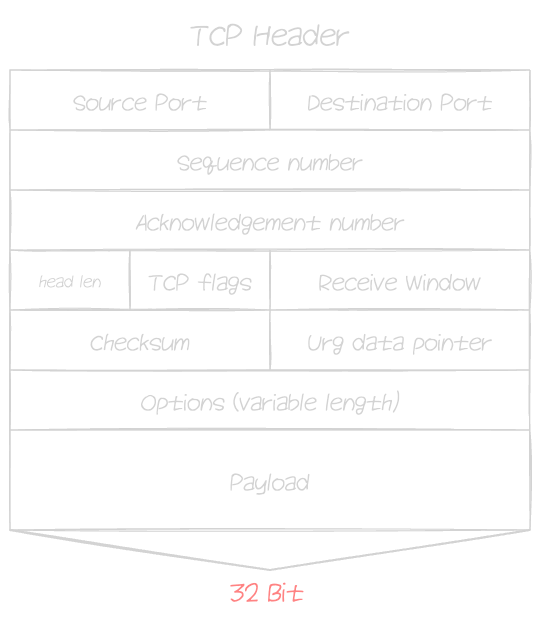 TCP Header
Source Port Destination Port
Sequence number
Acknowledgement number
head len TCP flags Receive Window
Checksum Urg data pointer
Options (variable length)
Payload
32 Bit